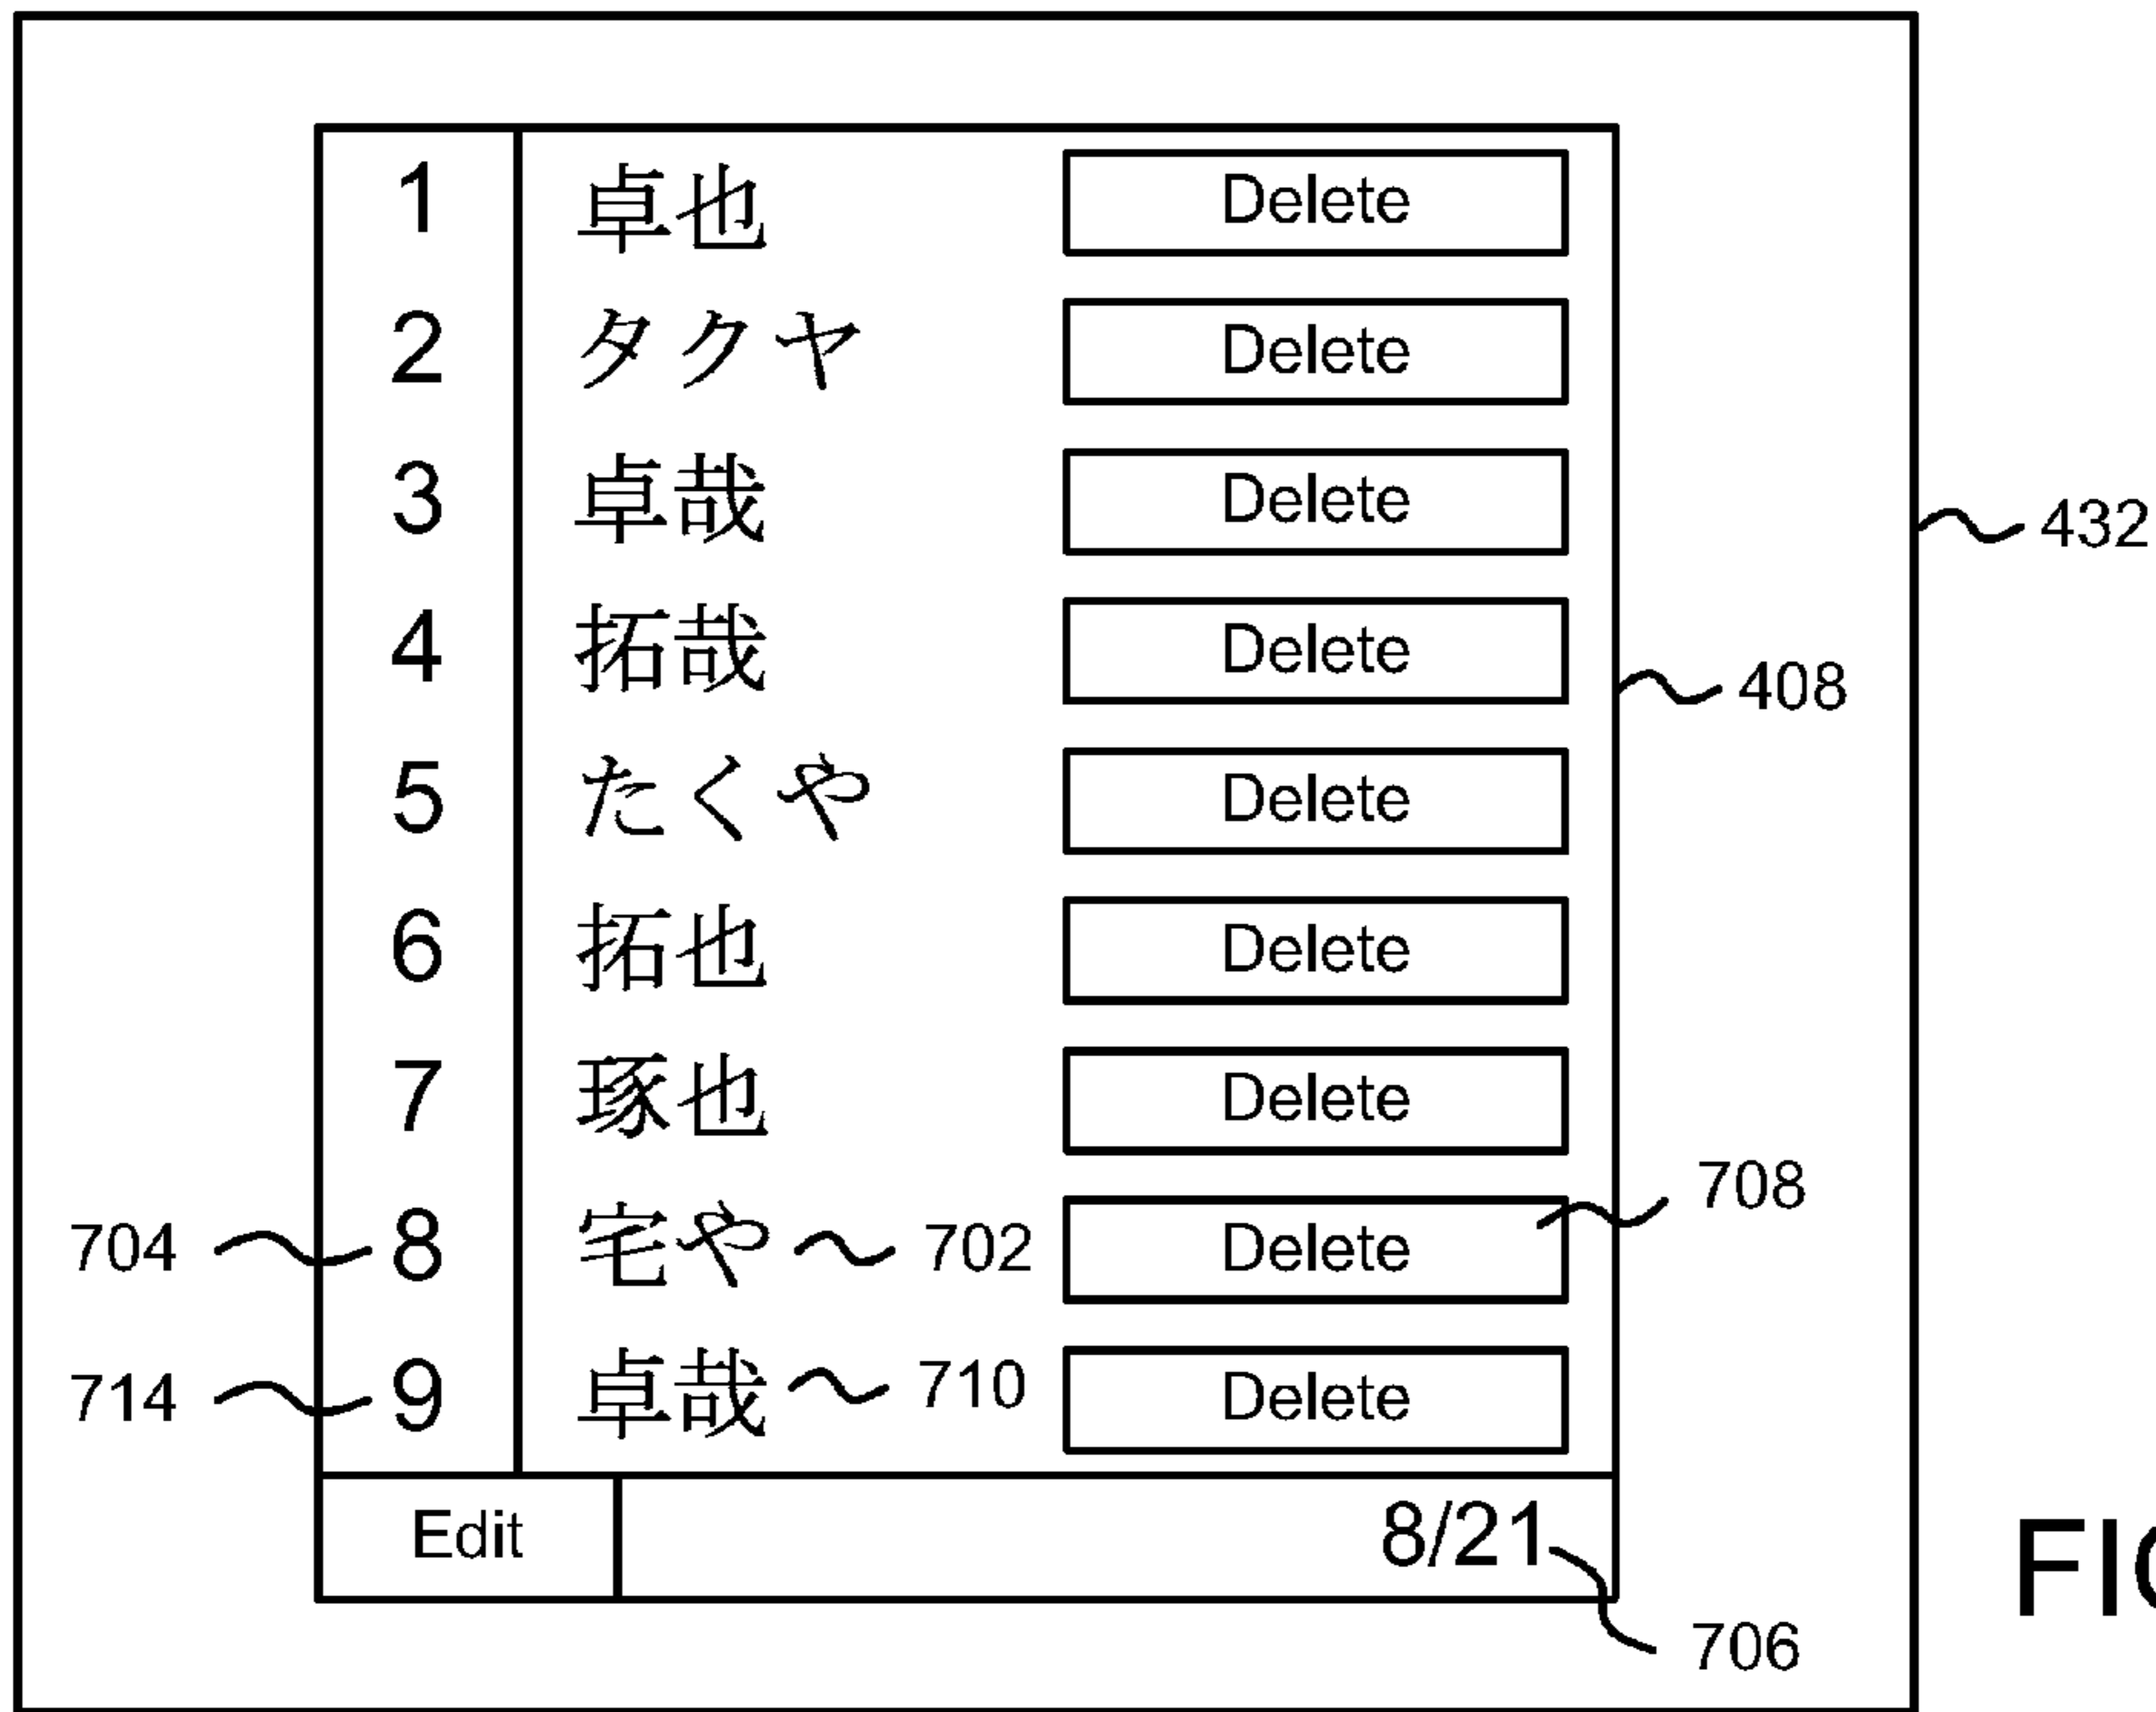 1 卓也 Delete
2 タクヤ Delete
3 卓哉 Delete
432
4 拓哉 Delete
408
5 たくや Delete
6 拓也 Delete
7 琢也 Delete
708
704 8 宅や 702 Delete
714 9 卓哉 710 Delete
Edit 8/21
706